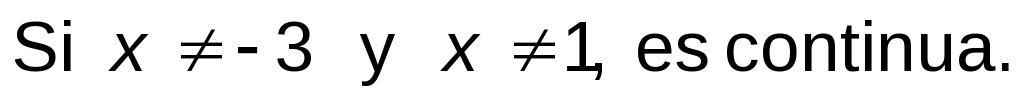 Si x ≠ - 3 y x ≠ 1, es continua.